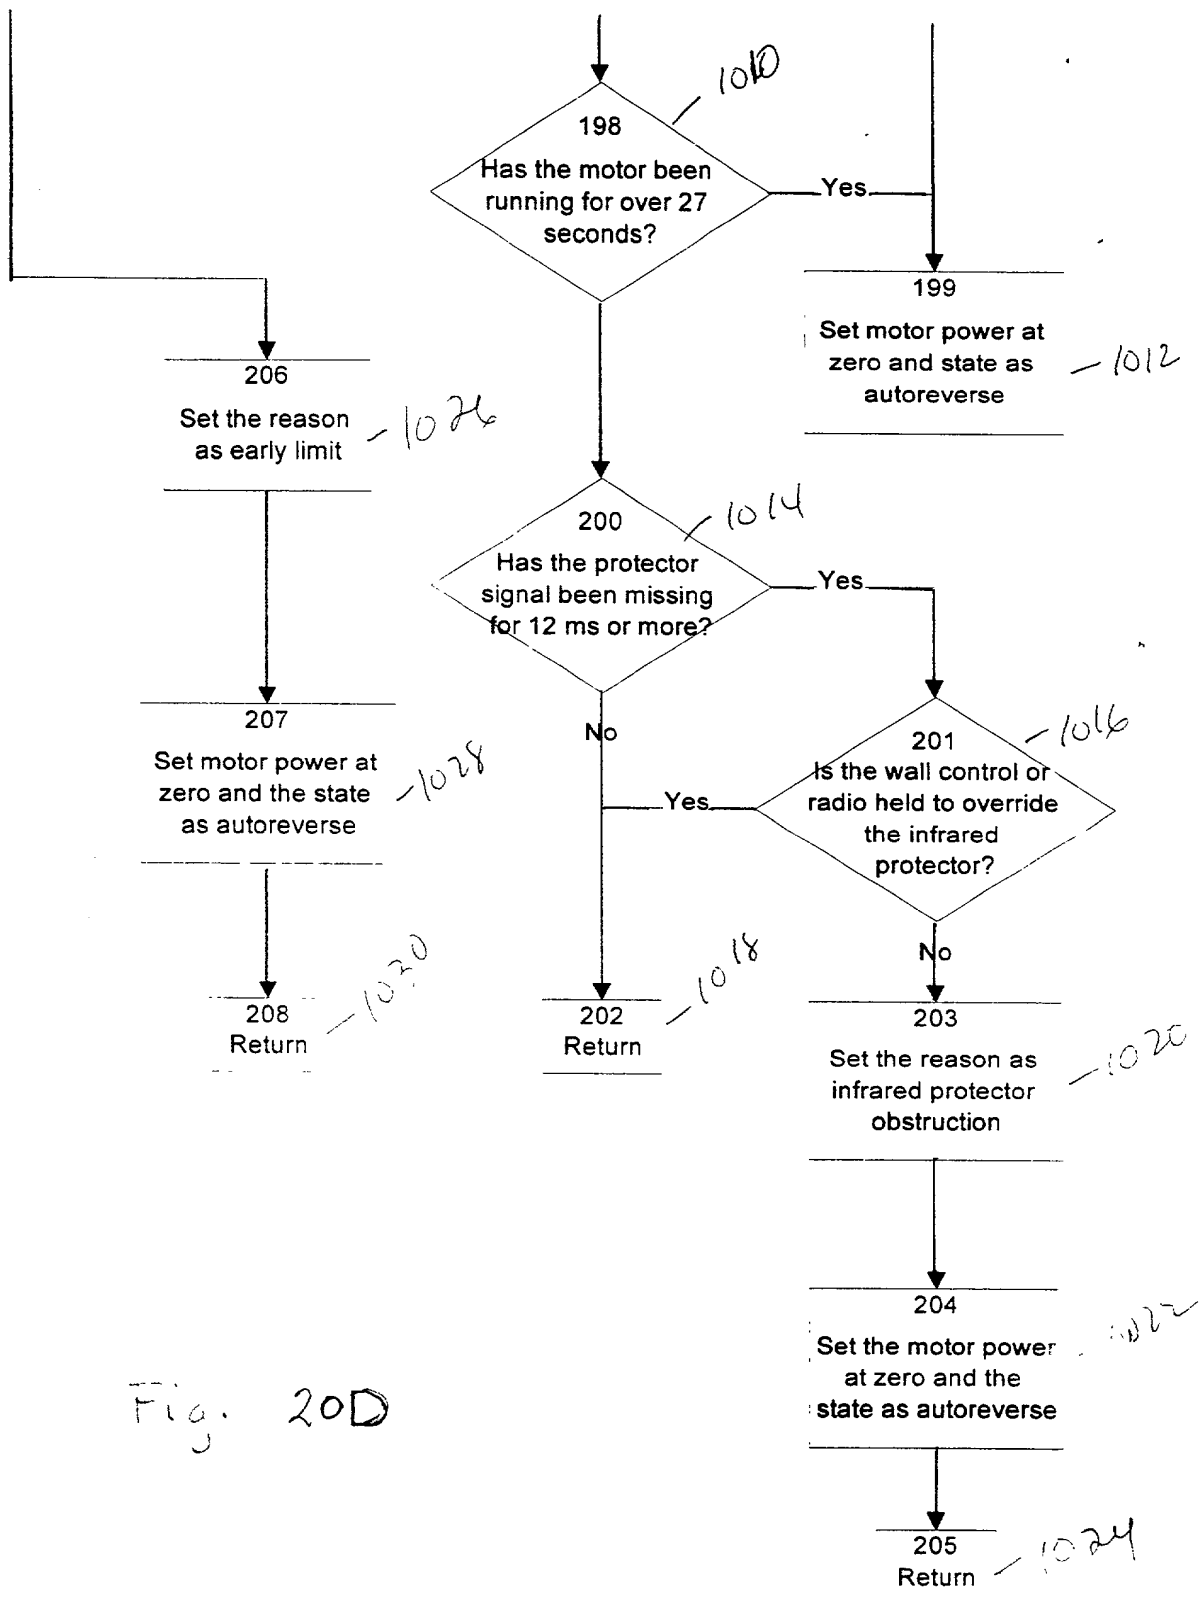 1010
198
Has the motor been
running for over 27
seconds?
Yes
199
Set motor power at
zero and state as
autoreverse
1012
206
Set the reason
as early limit
1026
200
Has the protector
signal been missing
for 12 ms or more?
1014
Yes
No
207
Set motor power at
zero and the state
as autoreverse
1028
201
Is the wall control or
radio held to override
the infrared
protector?
1016
Yes
No
208
Return
1030
202
Return
1018
203
Set the reason as
infrared protector
obstruction
1020
204
Set the motor power
at zero and the
state as autoreverse
1022
Fig. 20D
205
Return
1024